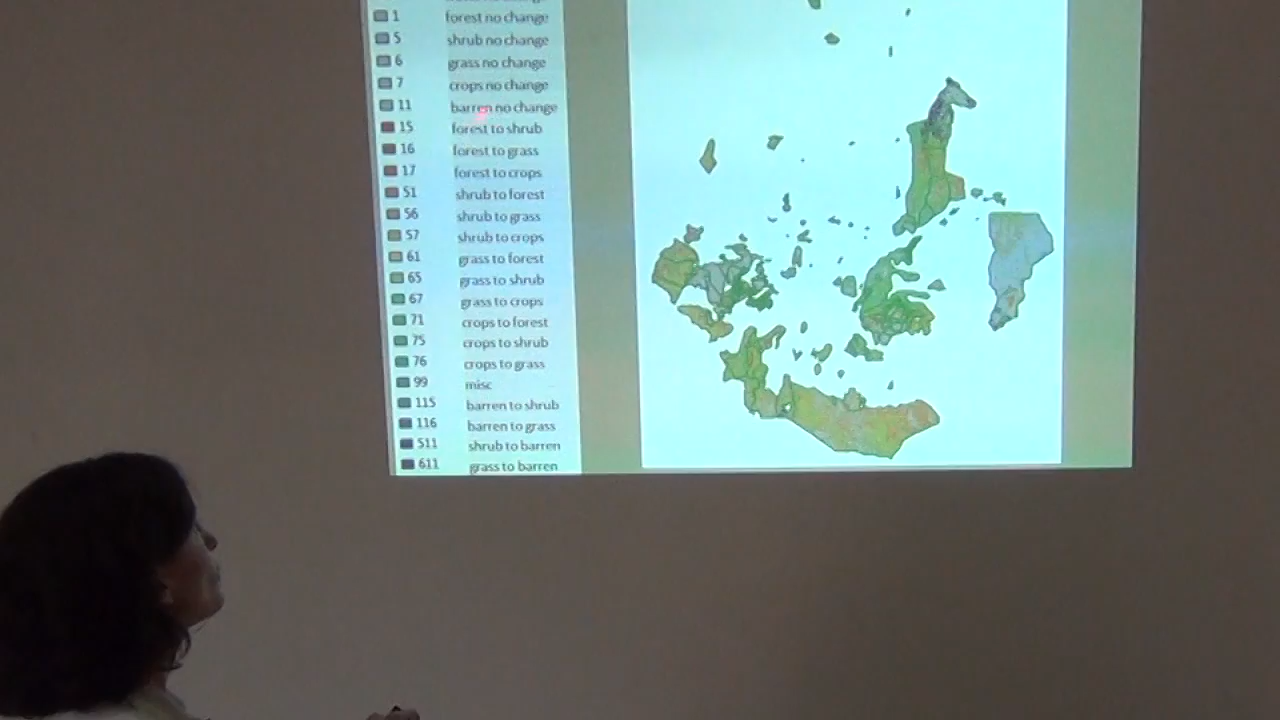 1 forest no change
5 shrub no change
6 grass no change
7 crops no change
11 barren no change
15 forest to shrub
16 forest to grass
17 forest to crops
51 shrub to forest
56 shrub to grass
57 shrub to crops
61 grass to forest
65 grass to shrub
67 grass to crops
71 crops to forest
75 crops to shrub
76 crops to grass
99 misc
115 barren to shrub
116 barren to grass
511 shrub to barren
611 grass to barren